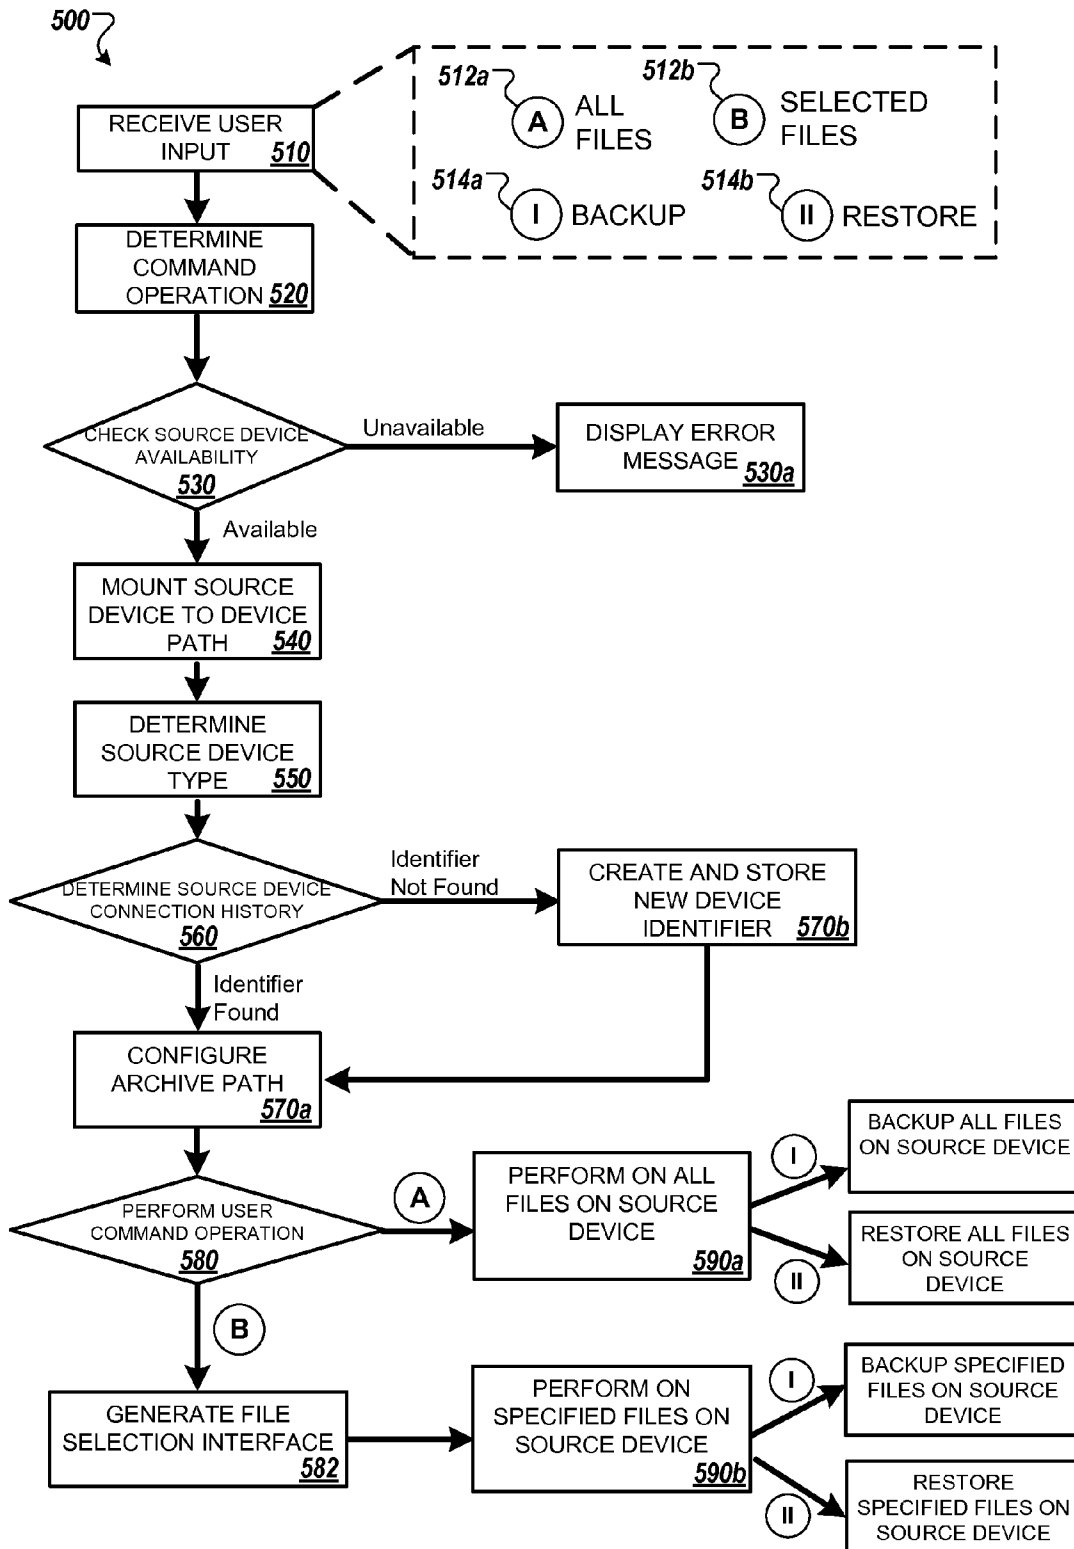 500
RECEIVE USER
INPUT 510
512a
A
ALL
FILES
512b
B
SELECTED
FILES
514a
I
BACKUP
514b
II
RESTORE
DETERMINE
COMMAND
OPERATION 520
CHECK SOURCE DEVICE
AVAILABILITY
530
Unavailable
DISPLAY ERROR
MESSAGE 530a
Available
MOUNT SOURCE
DEVICE TO DEVICE
PATH 540
DETERMINE
SOURCE DEVICE
TYPE 550
DETERMINE SOURCE DEVICE
CONNECTION HISTORY
560
Identifier
Not Found
CREATE AND STORE
NEW DEVICE
IDENTIFIER 570b
Identifier
Found
CONFIGURE
ARCHIVE PATH
570a
PERFORM USER
COMMAND OPERATION
580
A
PERFORM ON ALL
FILES ON SOURCE
DEVICE
590a
I
BACKUP ALL FILES
ON SOURCE DEVICE
II
RESTORE ALL FILES
ON SOURCE
DEVICE
B
GENERATE FILE
SELECTION INTERFACE
582
PERFORM ON
SPECIFIED FILES ON
SOURCE DEVICE
590b
I
BACKUP SPECIFIED
FILES ON SOURCE
DEVICE
II
RESTORE
SPECIFIED FILES ON
SOURCE DEVICE